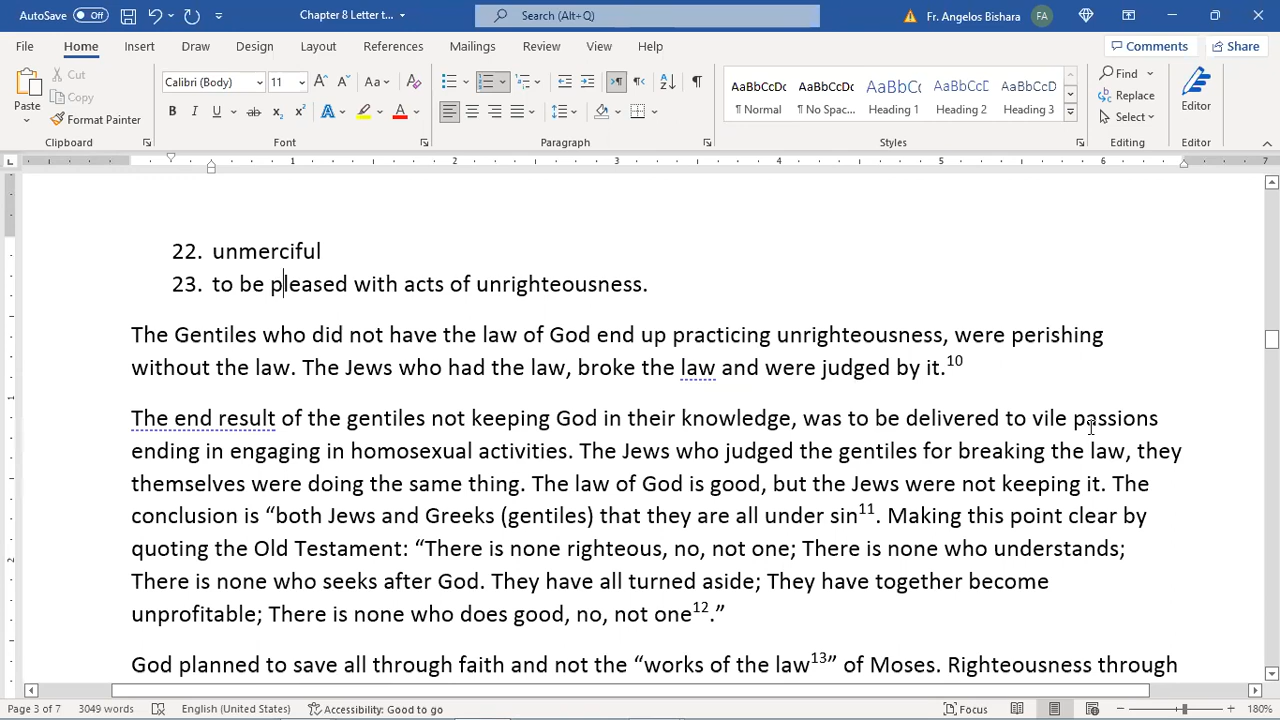 AutoSave Off Chapter 8 Letter t... Search (Alt+Q) Fr. Angelos Bishara FA
File Home Insert Draw Design Layout References Mailings Review View Help Comments Share
Paste Cut Copy Format Painter
Calibri (Body) 11
AaBbCcDc AaBbCcDc AaBbCc AaBbCcD AaBbCcD
¶ Normal ¶ No Spac... Heading 1 Heading 2 Heading 3
Find Replace Select Editor
Clipboard Font Paragraph Styles Editing Editor
1 2 3 4 5 6 7
22. unmerciful
23. to be pleased with acts of unrighteousness.
The Gentiles who did not have the law of God end up practicing unrighteousness, were perishing
without the law. The Jews who had the law, broke the law and were judged by it.10
The end result of the gentiles not keeping God in their knowledge, was to be delivered to vile passions
ending in engaging in homosexual activities. The Jews who judged the gentiles for breaking the law, they
themselves were doing the same thing. The law of God is good, but the Jews were not keeping it. The
conclusion is “both Jews and Greeks (gentiles) that they are all under sin11. Making this point clear by
quoting the Old Testament: “There is none righteous, no, not one; There is none who understands;
There is none who seeks after God. They have all turned aside; They have together become
unprofitable; There is none who does good, no, not one12.”
God planned to save all through faith and not the “works of the law13” of Moses. Righteousness through
Page 3 of 7 3049 words English (United States) Accessibility: Good to go Focus 180%